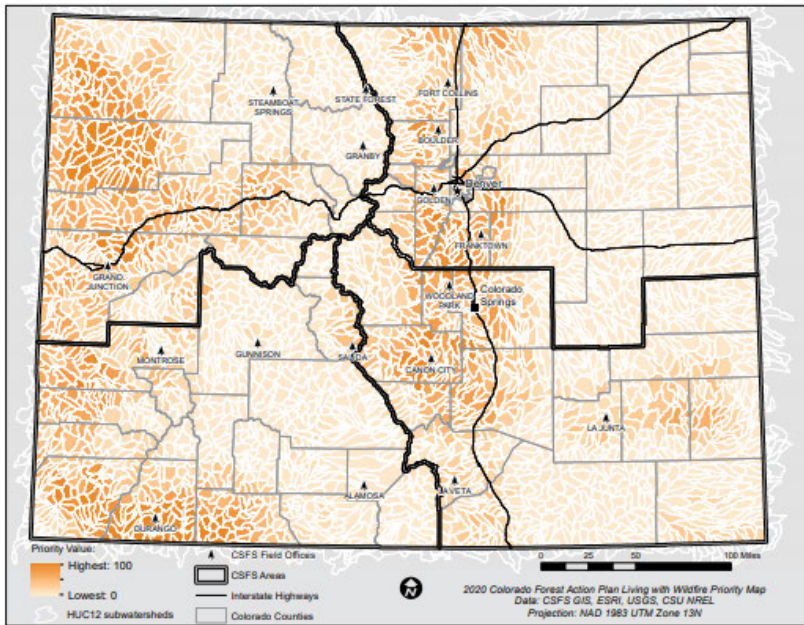 STEAMBOAT
SPRINGS
STATE FOREST
FORT COLLINS
BOULDER
GRANBY
Denver
GOLDEN
FRANKTOWN
GRAND
JUNCTION
WOODLAND
PARK
Colorado
Springs
MONTROSE
GUNNISON
SALIDA
CANON CITY
LA JUNTA
ALAMOSA
LA VETA
DURANGO
Priority Value:
Highest: 100
Lowest: 0
HUC12 subwatersheds
CSFS Field Offices
CSFS Areas
Interstate Highways
Colorado Counties
0 25 50 100 Miles
2020 Colorado Forest Action Plan Living with Wildfire Priority Map
Data: CSFS GIS, ESRI, USGS, CSU NREL
Projection: NAD 1983 UTM Zone 13N